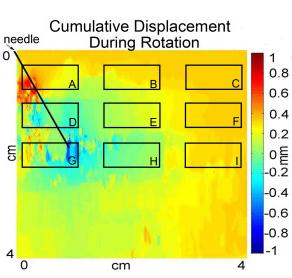 Cumulative Displacement
During Rotation
needle
0
cm
4
0 cm 4
A B C
D E F
G H I
1
0.8
0.6
0.4
0.2
0
-0.2
-0.4
-0.6
-0.8
-1
mm